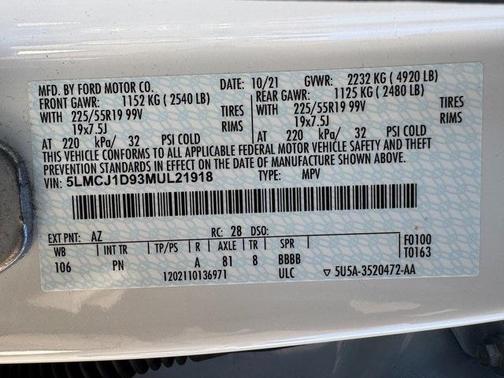 MFD. BY FORD MOTOR CO. 10/21 GVWR: 2232 KG ( 4920 LB)
FRONT GAWR: 1152 KG ( 2540 LB) REAR GAWR: 1125 KG ( 2480 LB)
WITH 225/55R19 99V TIRES WITH 225/55R19 99V TIRES
19x7.5J RIMS 19x7.5J RIMS
AT 220 kPa/ 32 PSI COLD AT 220 kPa/ 32 PSI COLD
THIS VEHICLE CONFORMS TO ALL APPLICABLE FEDERAL MOTOR VEHICLE SAFETY AND BUMPER
STANDARDS IN EFFECT ON THE DATE OF MANUFACTURE SHOWN ABOVE.
VIN: 5LMCJ1D93MUL21918 TYPE: MPV
EXT PNT: AZ RC: 28 DSO: F0100
WB INT TR TP/PS R AXLE TR SPR T0163
106 PN A 81 8 BBBB
1202110136971 ULC ▽ 5U5A-3520472-AA